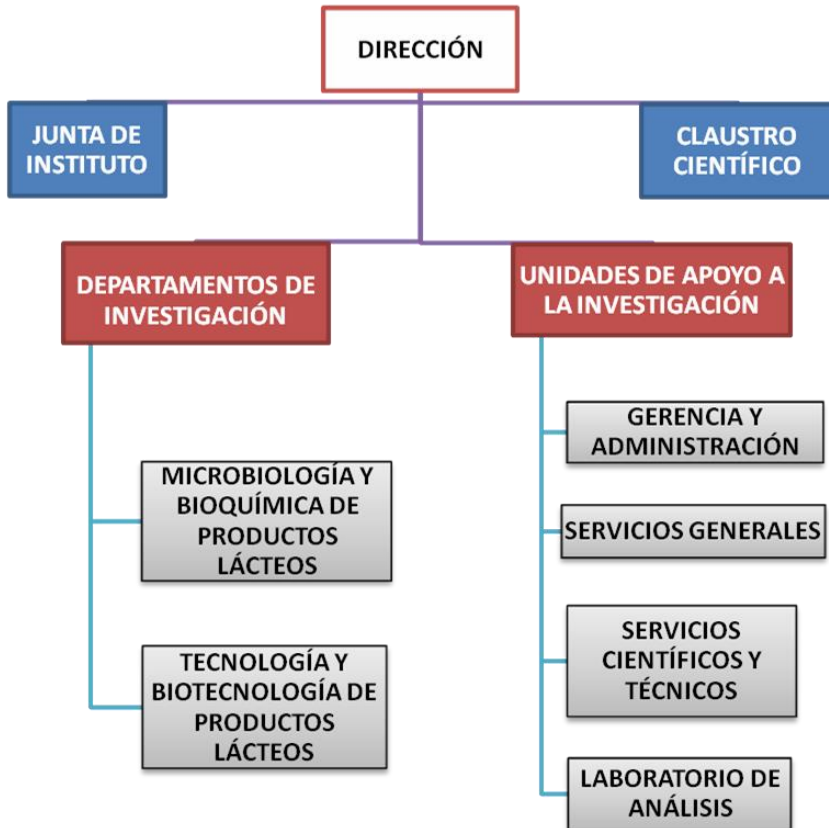 DIRECCIÓN
JUNTA DE
INSTITUTO
CLAUSTRO
CIENTÍFICO
DEPARTAMENTOS DE
INVESTIGACIÓN
UNIDADES DE APOYO A
LA INVESTIGACIÓN
MICROBIOLOGÍA Y
BIOQUÍMICA DE
PRODUCTOS
LÁCTEOS
TECNOLOGÍA Y
BIOTECNOLOGÍA DE
PRODUCTOS
LÁCTEOS
GERENCIA Y
ADMINISTRACIÓN
SERVICIOS GENERALES
SERVICIOS
CIENTÍFICOS Y
TÉCNICOS
LABORATORIO DE
ANÁLISIS